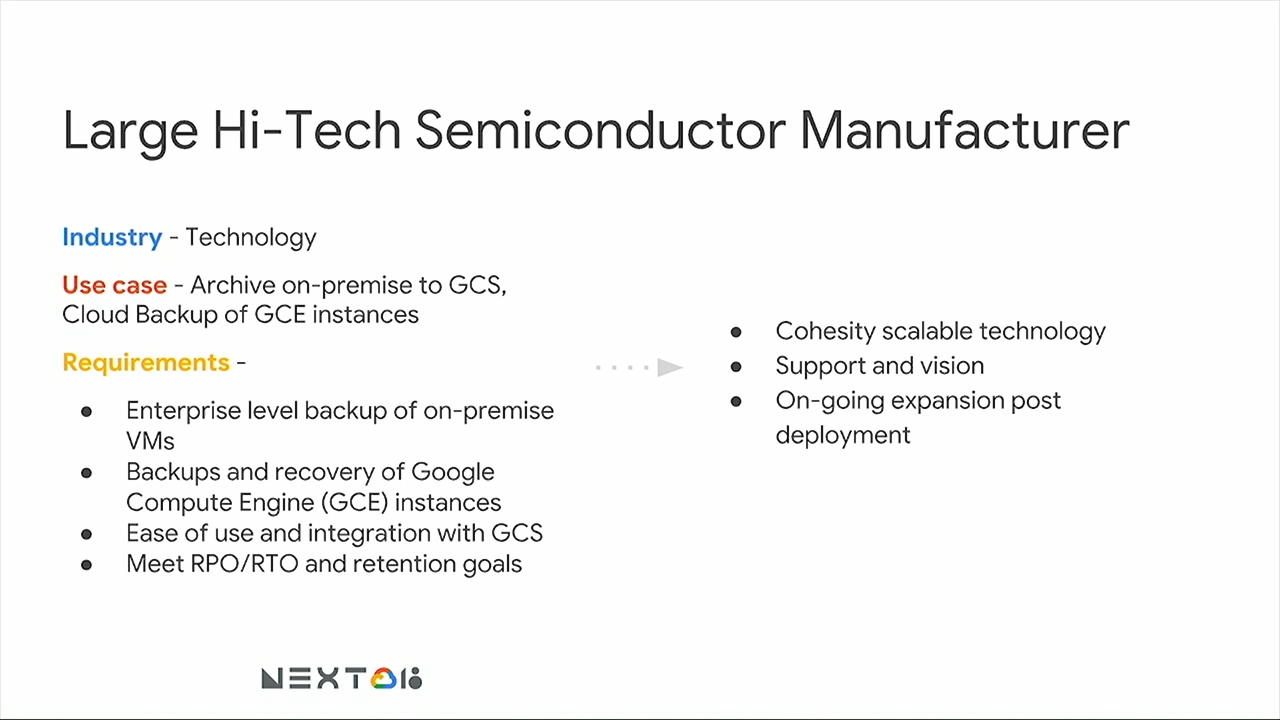 Large Hi-Tech Semiconductor Manufacturer
Industry - Technology
Use case - Archive on-premise to GCS,
Cloud Backup of GCE instances
Requirements -
● Enterprise level backup of on-premise
VMs
● Backups and recovery of Google
Compute Engine (GCE) instances
● Ease of use and integration with GCS
● Meet RPO/RTO and retention goals
● Cohesity scalable technology
● Support and vision
● On-going expansion post
deployment
NEXT 18